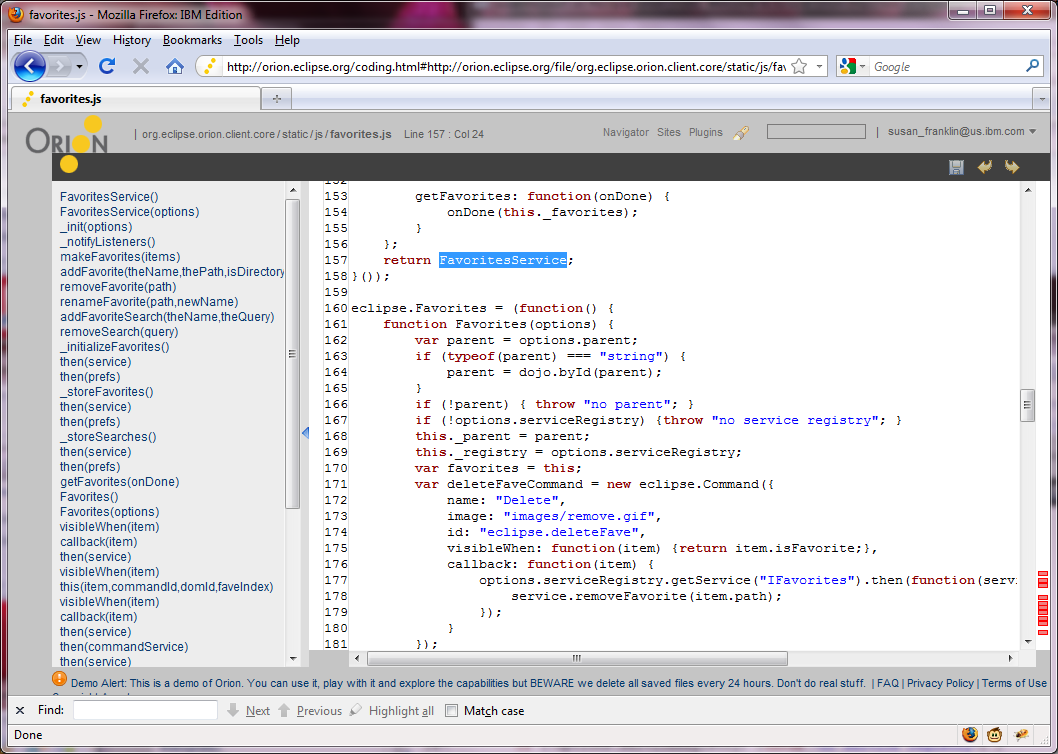 favorites.js - Mozilla Firefox: IBM Edition
File Edit View History Bookmarks Tools Help
http://orion.eclipse.org/coding.html#http://orion.eclipse.org/file/org.eclipse.orion.client.core/static/js/fav
Google
favorites.js
ORION
| org.eclipse.orion.client.core / static / js / favorites.js Line 157 : Col 24
Navigator Sites Plugins | susan_franklin@us.ibm.com
FavoritesService()
FavoritesService(options)
_init(options)
_notifyListeners()
makeFavorites(items)
addFavorite(theName,thePath,isDirectory
removeFavorite(path)
renameFavorite(path,newName)
addFavoriteSearch(theName,theQuery)
removeSearch(query)
_initializeFavorites()
then(service)
then(prefs)
_storeFavorites()
then(service)
then(prefs)
_storeSearches()
then(service)
then(prefs)
getFavorites(onDone)
Favorites()
Favorites(options)
visibleWhen(item)
callback(item)
then(service)
visibleWhen(item)
this(item,commandId,domId,faveIndex)
visibleWhen(item)
callback(item)
then(service)
then(commandService)
then(service)
152
153 getFavorites: function(onDone) {
154 onDone(this._favorites);
155 }
156 };
157 return FavoritesService;
158 }());
159
160 eclipse.Favorites = (function() {
161 function Favorites(options) {
162 var parent = options.parent;
163 if (typeof(parent) === "string") {
164 parent = dojo.byId(parent);
165 }
166 if (!parent) { throw "no parent"; }
167 if (!options.serviceRegistry) {throw "no service registry"; }
168 this._parent = parent;
169 this._registry = options.serviceRegistry;
170 var favorites = this;
171 var deleteFaveCommand = new eclipse.Command({
172 name: "Delete",
173 image: "images/remove.gif",
174 id: "eclipse.deleteFave",
175 visibleWhen: function(item) {return item.isFavorite;},
176 callback: function(item) {
177 options.serviceRegistry.getService("IFavorites").then(function(servi
178 service.removeFavorite(item.path);
179 });
180 }
181 });
Demo Alert: This is a demo of Orion. You can use it, play with it and explore the capabilities but BEWARE we delete all saved files every 24 hours. Don't do real stuff. | FAQ | Privacy Policy | Terms of Use
Find: Next Previous Highlight all Match case
Done